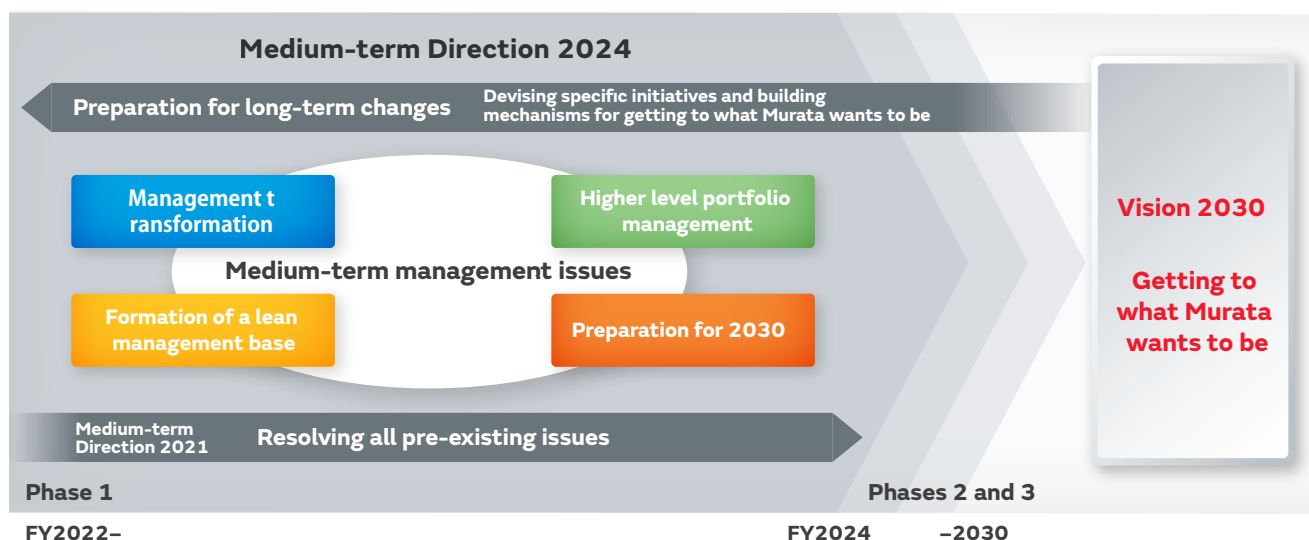 Medium-term Direction 2024
Preparation for long-term changes
Devising specific initiatives and building
mechanisms for getting to what Murata wants to be
Management t
ransformation
Higher level portfolio
management
Medium-term management issues
Formation of a lean
management base
Preparation for 2030
Medium-term
Direction 2021
Resolving all pre-existing issues
Vision 2030
Getting to
what Murata
wants to be
Phase 1
Phases 2 and 3
FY2022–
FY2024
–2030